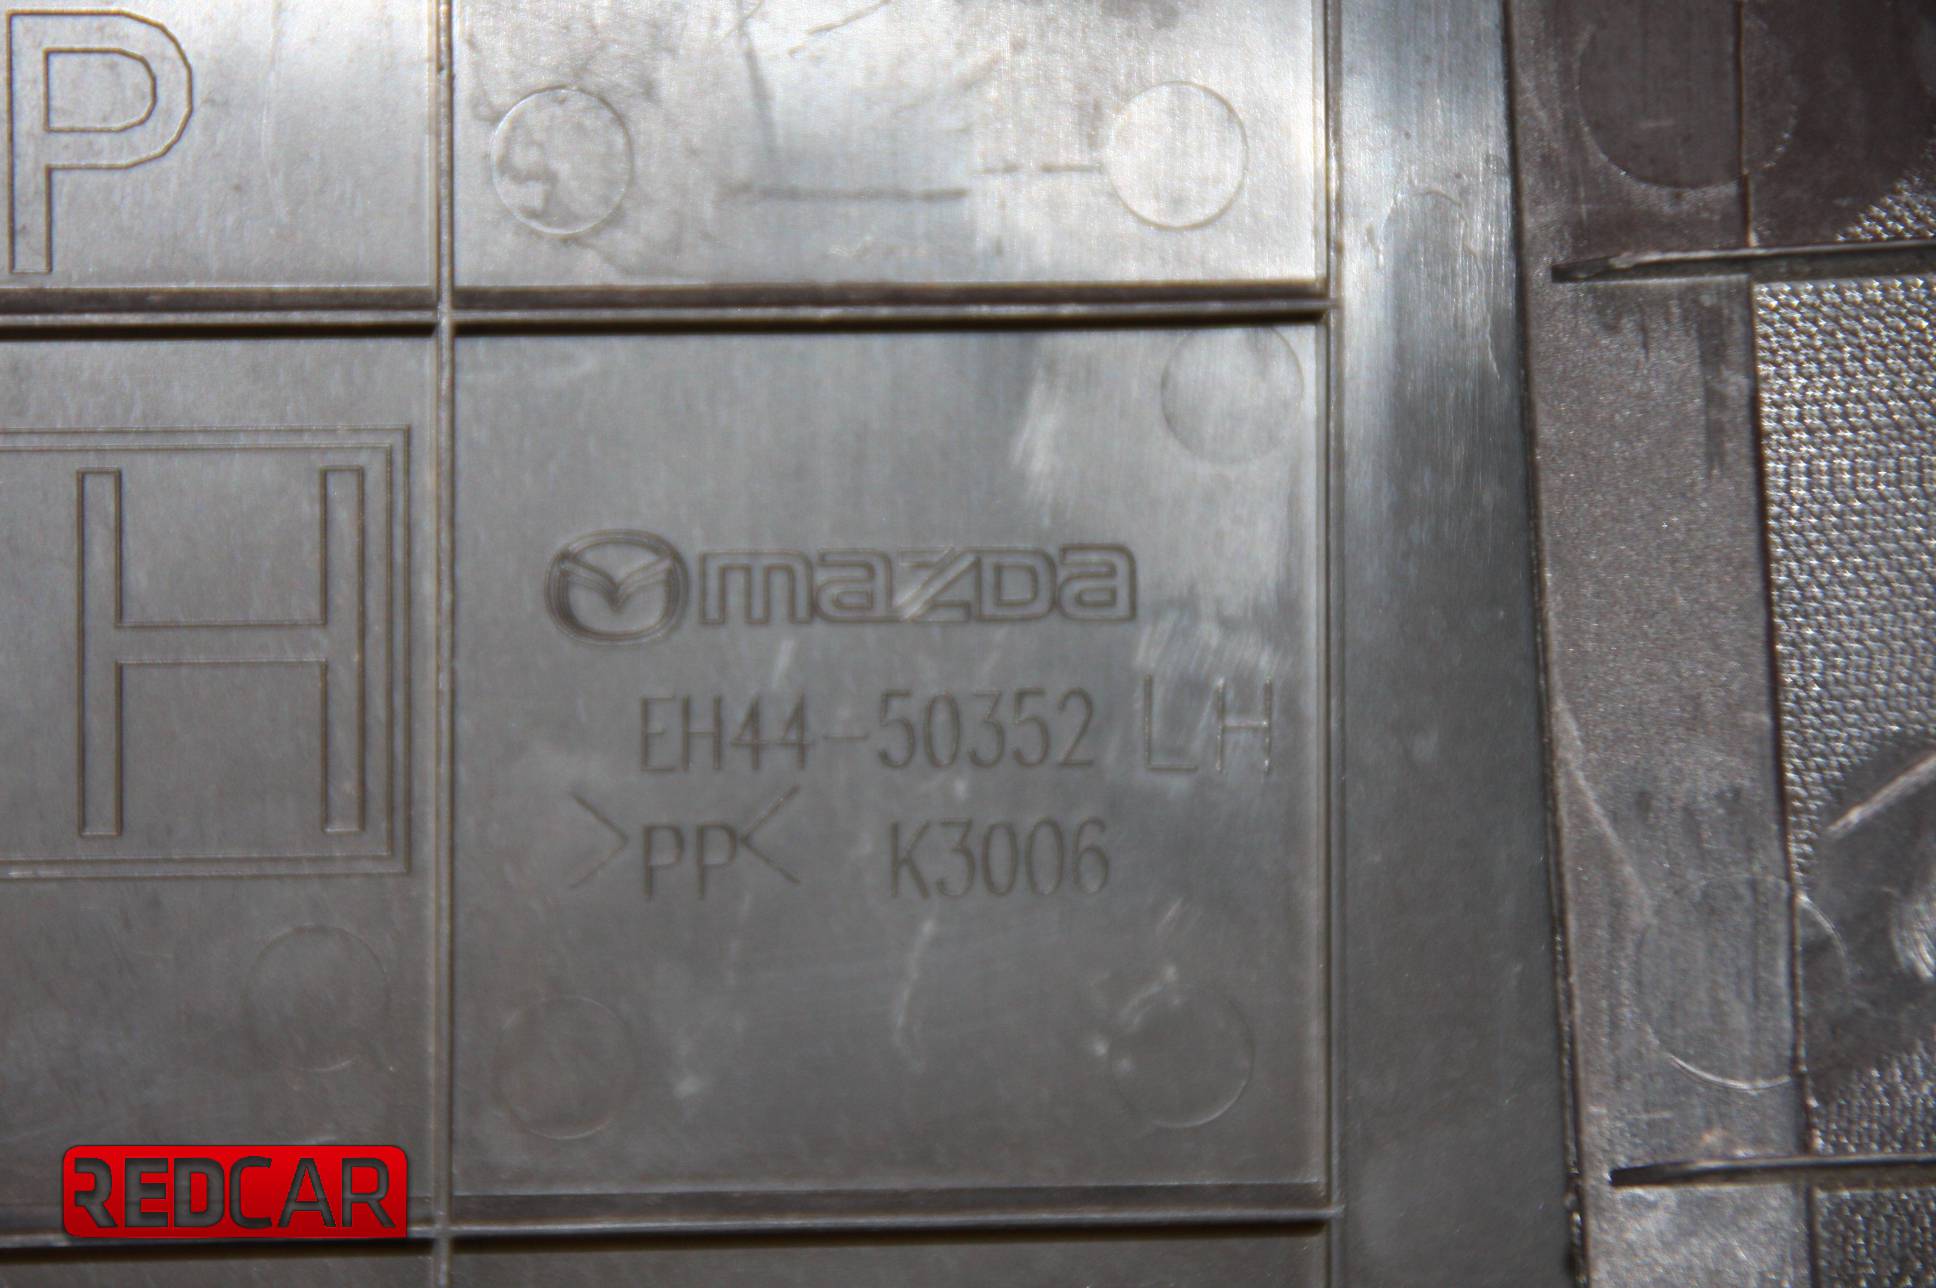 P
H
mazda
EH44-50352 LH
>PP< K3006
REDCAR